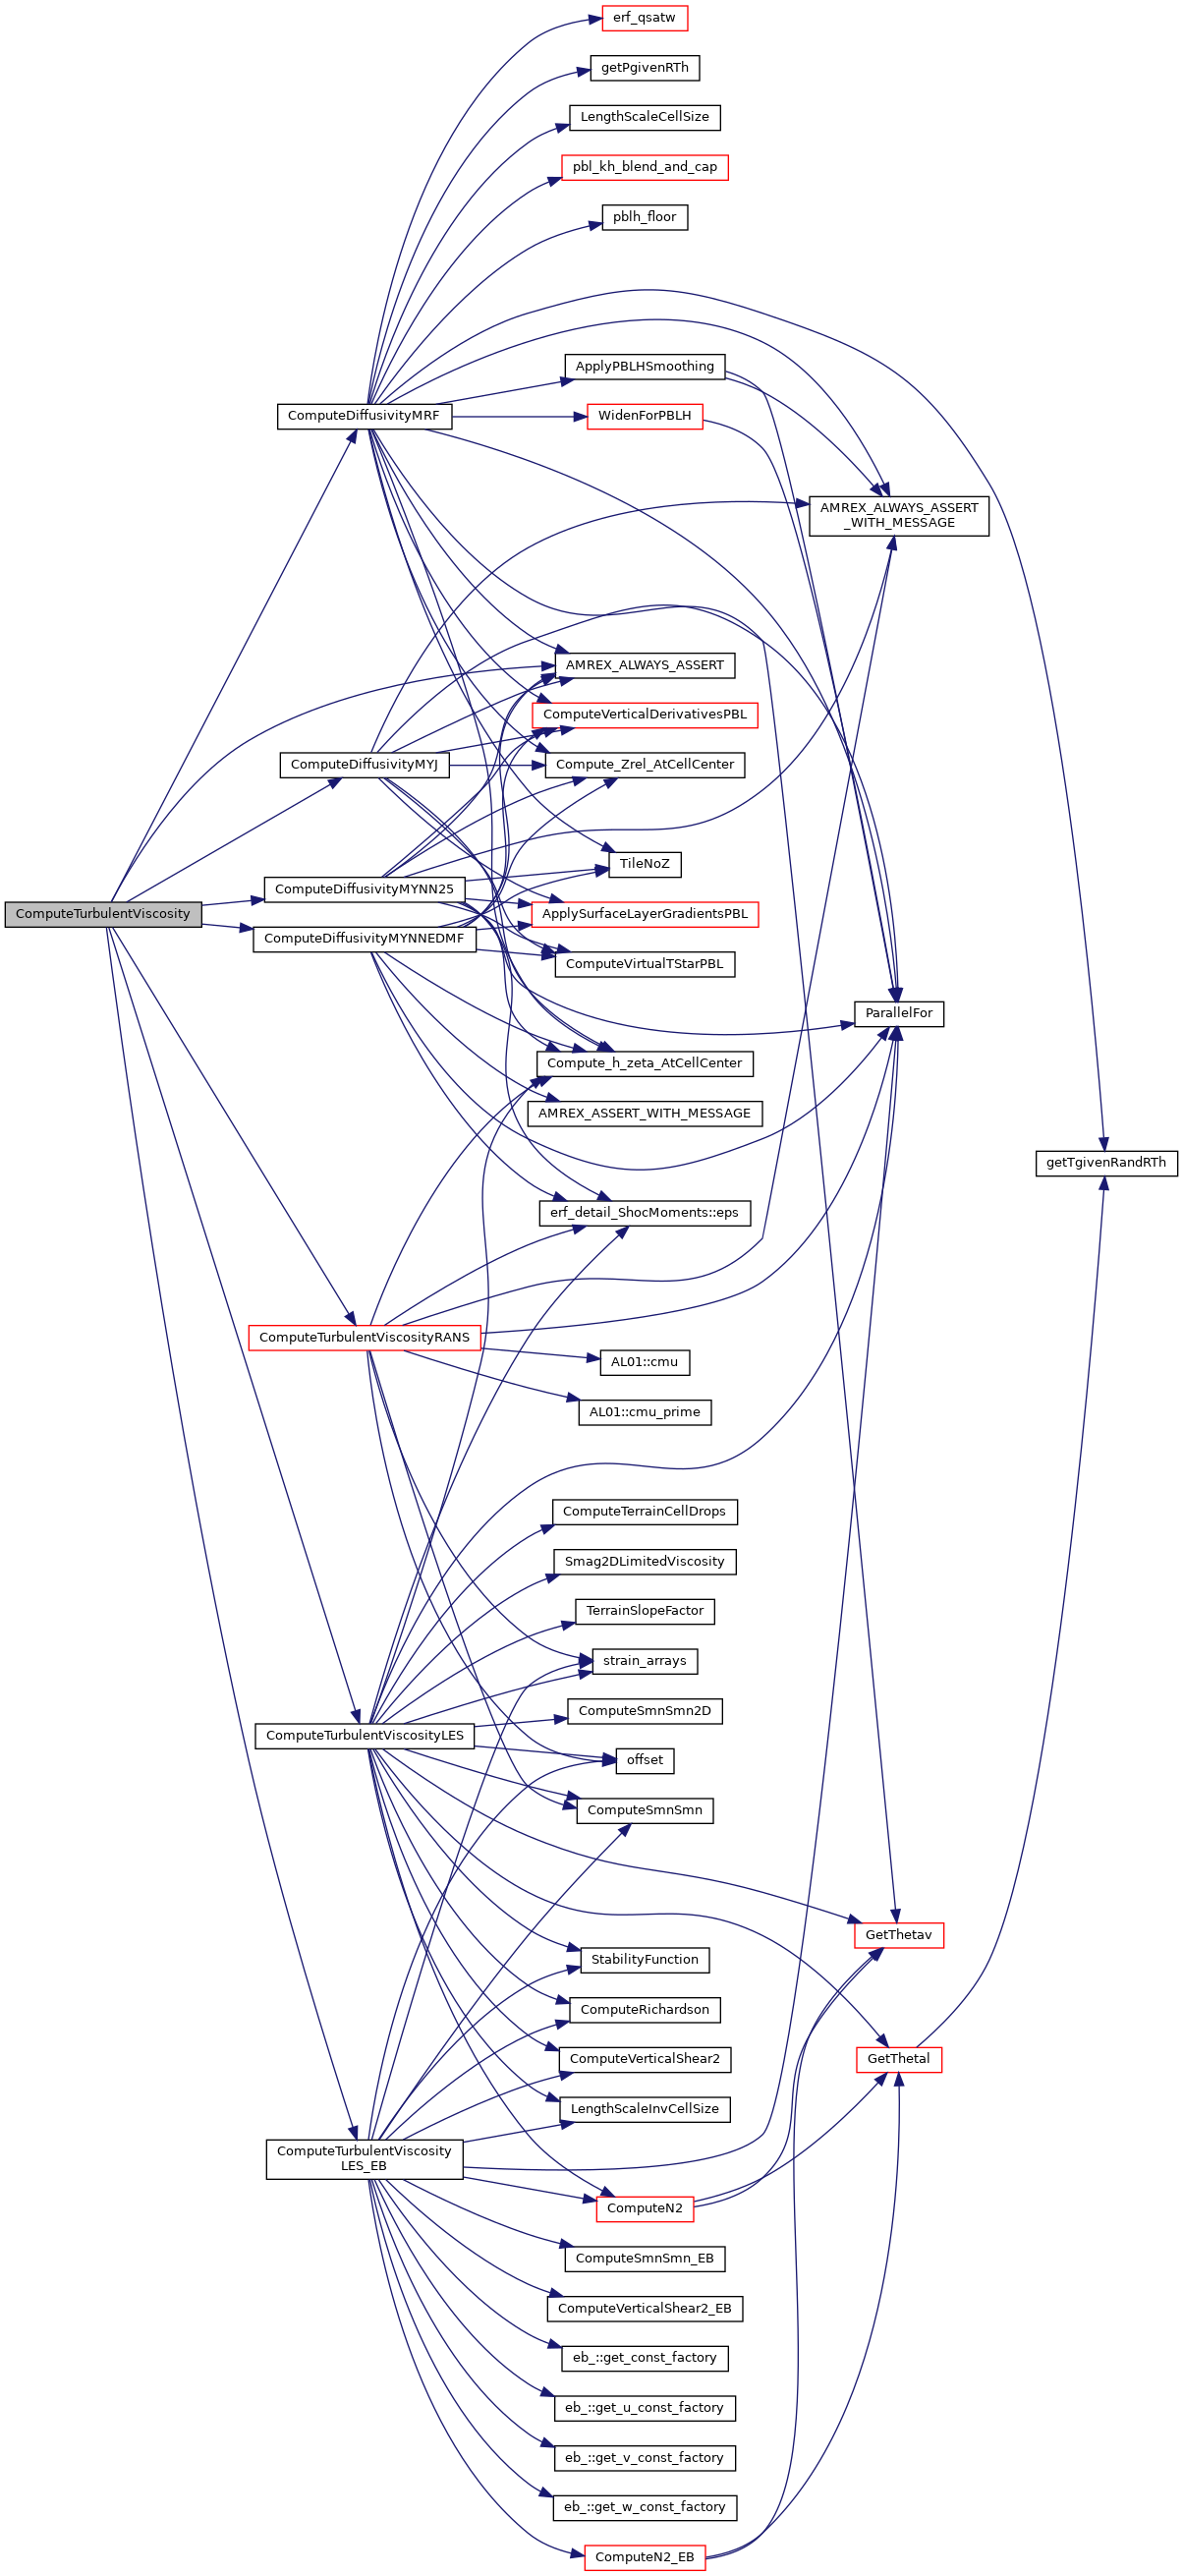 erf_qsatw
getPgivenRTh
LengthScaleCellSize
pbl_kh_blend_and_cap
pblh_floor
ApplyPBLHSmoothing
ComputeDiffusivityMRF
WidenForPBLH
AMREX_ALWAYS_ASSERT
_WITH_MESSAGE
AMREX_ALWAYS_ASSERT
ComputeVerticalDerivativesPBL
ComputeDiffusivityMYJ
Compute_Zrel_AtCellCenter
TileNoZ
ComputeDiffusivityMYNN25
ComputeTurbulentViscosity
ApplySurfaceLayerGradientsPBL
ComputeDiffusivityMYNNEDMF
ComputeVirtualTStarPBL
ParallelFor
Compute_h_zeta_AtCellCenter
AMREX_ASSERT_WITH_MESSAGE
getTgivenRandRTh
erf_detail_ShocMoments::eps
ComputeTurbulentViscosityRANS
AL01::cmu
AL01::cmu_prime
ComputeTerrainCellDrops
Smag2DLimitedViscosity
TerrainSlopeFactor
strain_arrays
ComputeSmnSmn2D
ComputeTurbulentViscosityLES
offset
ComputeSmnSmn
GetThetav
StabilityFunction
ComputeRichardson
ComputeVerticalShear2
GetThetal
LengthScaleInvCellSize
ComputeTurbulentViscosity
LES_EB
ComputeN2
ComputeSmnSmn_EB
ComputeVerticalShear2_EB
eb_::get_const_factory
eb_::get_u_const_factory
eb_::get_v_const_factory
eb_::get_w_const_factory
ComputeN2_EB